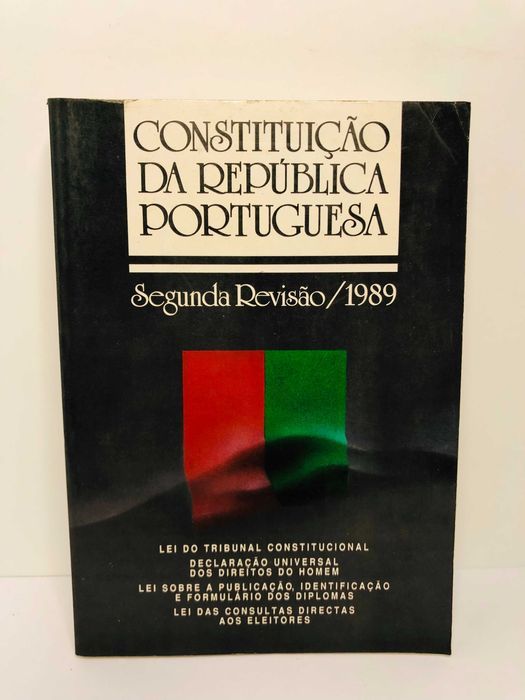 CONSTITUIÇÃO
DA REPÚBLICA
PORTUGUESA
Segunda Revisão/1989
LEI DO TRIBUNAL CONSTITUCIONAL
DECLARAÇÃO UNIVERSAL
DOS DIREITOS DO HOMEM
LEI SOBRE A PUBLICAÇÃO, IDENTIFICAÇÃO
E FORMULÁRIO DOS DIPLOMAS
LEI DAS CONSULTAS DIRECTAS
AOS ELEITORES